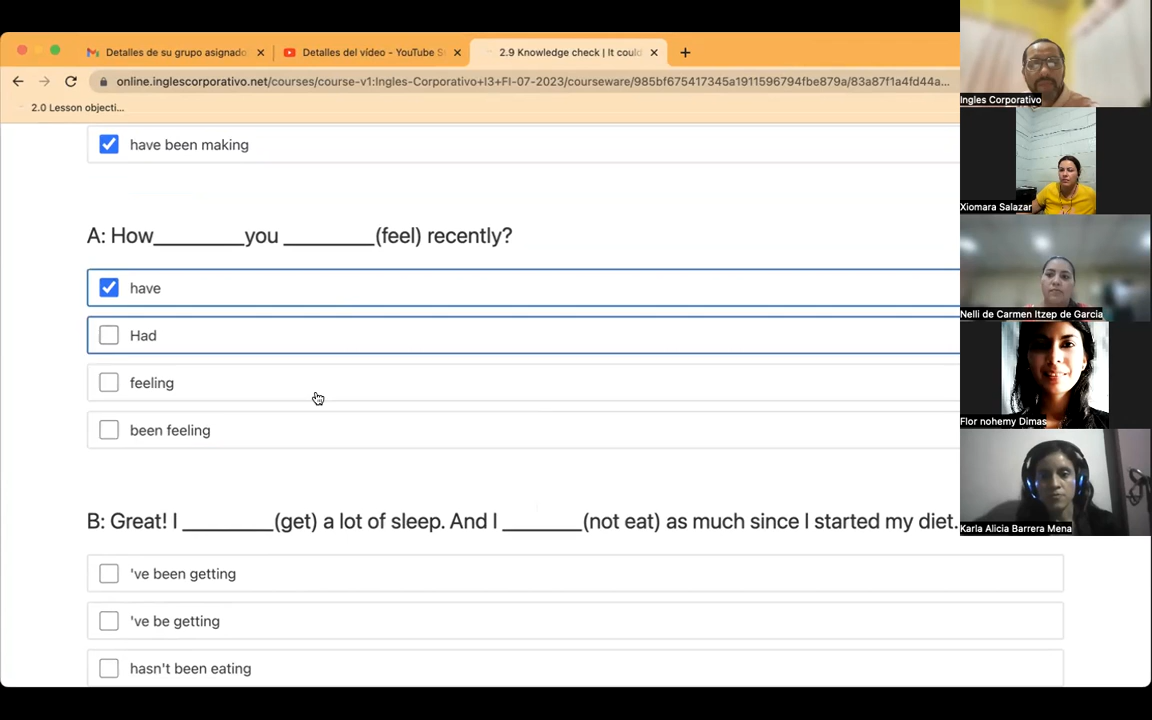 Detalles de su grupo asignado
Detalles del vídeo - YouTube S
2.9 Knowledge check | It could
online.inglescorporativo.net/courses/course-v1:Ingles-Corporativo+I3+FI-07-2023/courseware/985bf675417345a1911596794fbe879a/83a87f1a4fd44a...
2.0 Lesson objecti...
have been making
A: How_________you _________(feel) recently?
have
Had
feeling
been feeling
B: Great! I _________(get) a lot of sleep. And I ________(not eat) as much since I started my diet.
've been getting
've be getting
hasn't been eating
Ingles Corporativo
Xiomara Salazar
Nelli de Carmen Itzep de Garcia
Flor nohemy Dimas
Karla Alicia Barrera Mena